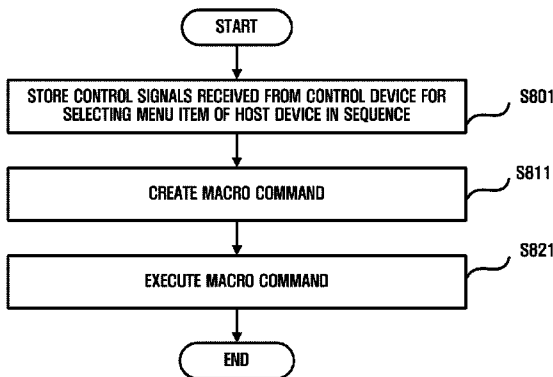 START
STORE CONTROL SIGNALS RECEIVED FROM CONTROL DEVICE FOR
SELECTING MENU ITEM OF HOST DEVICE IN SEQUENCE
S801
CREATE MACRO COMMAND
S811
EXECUTE MACRO COMMAND
S821
END